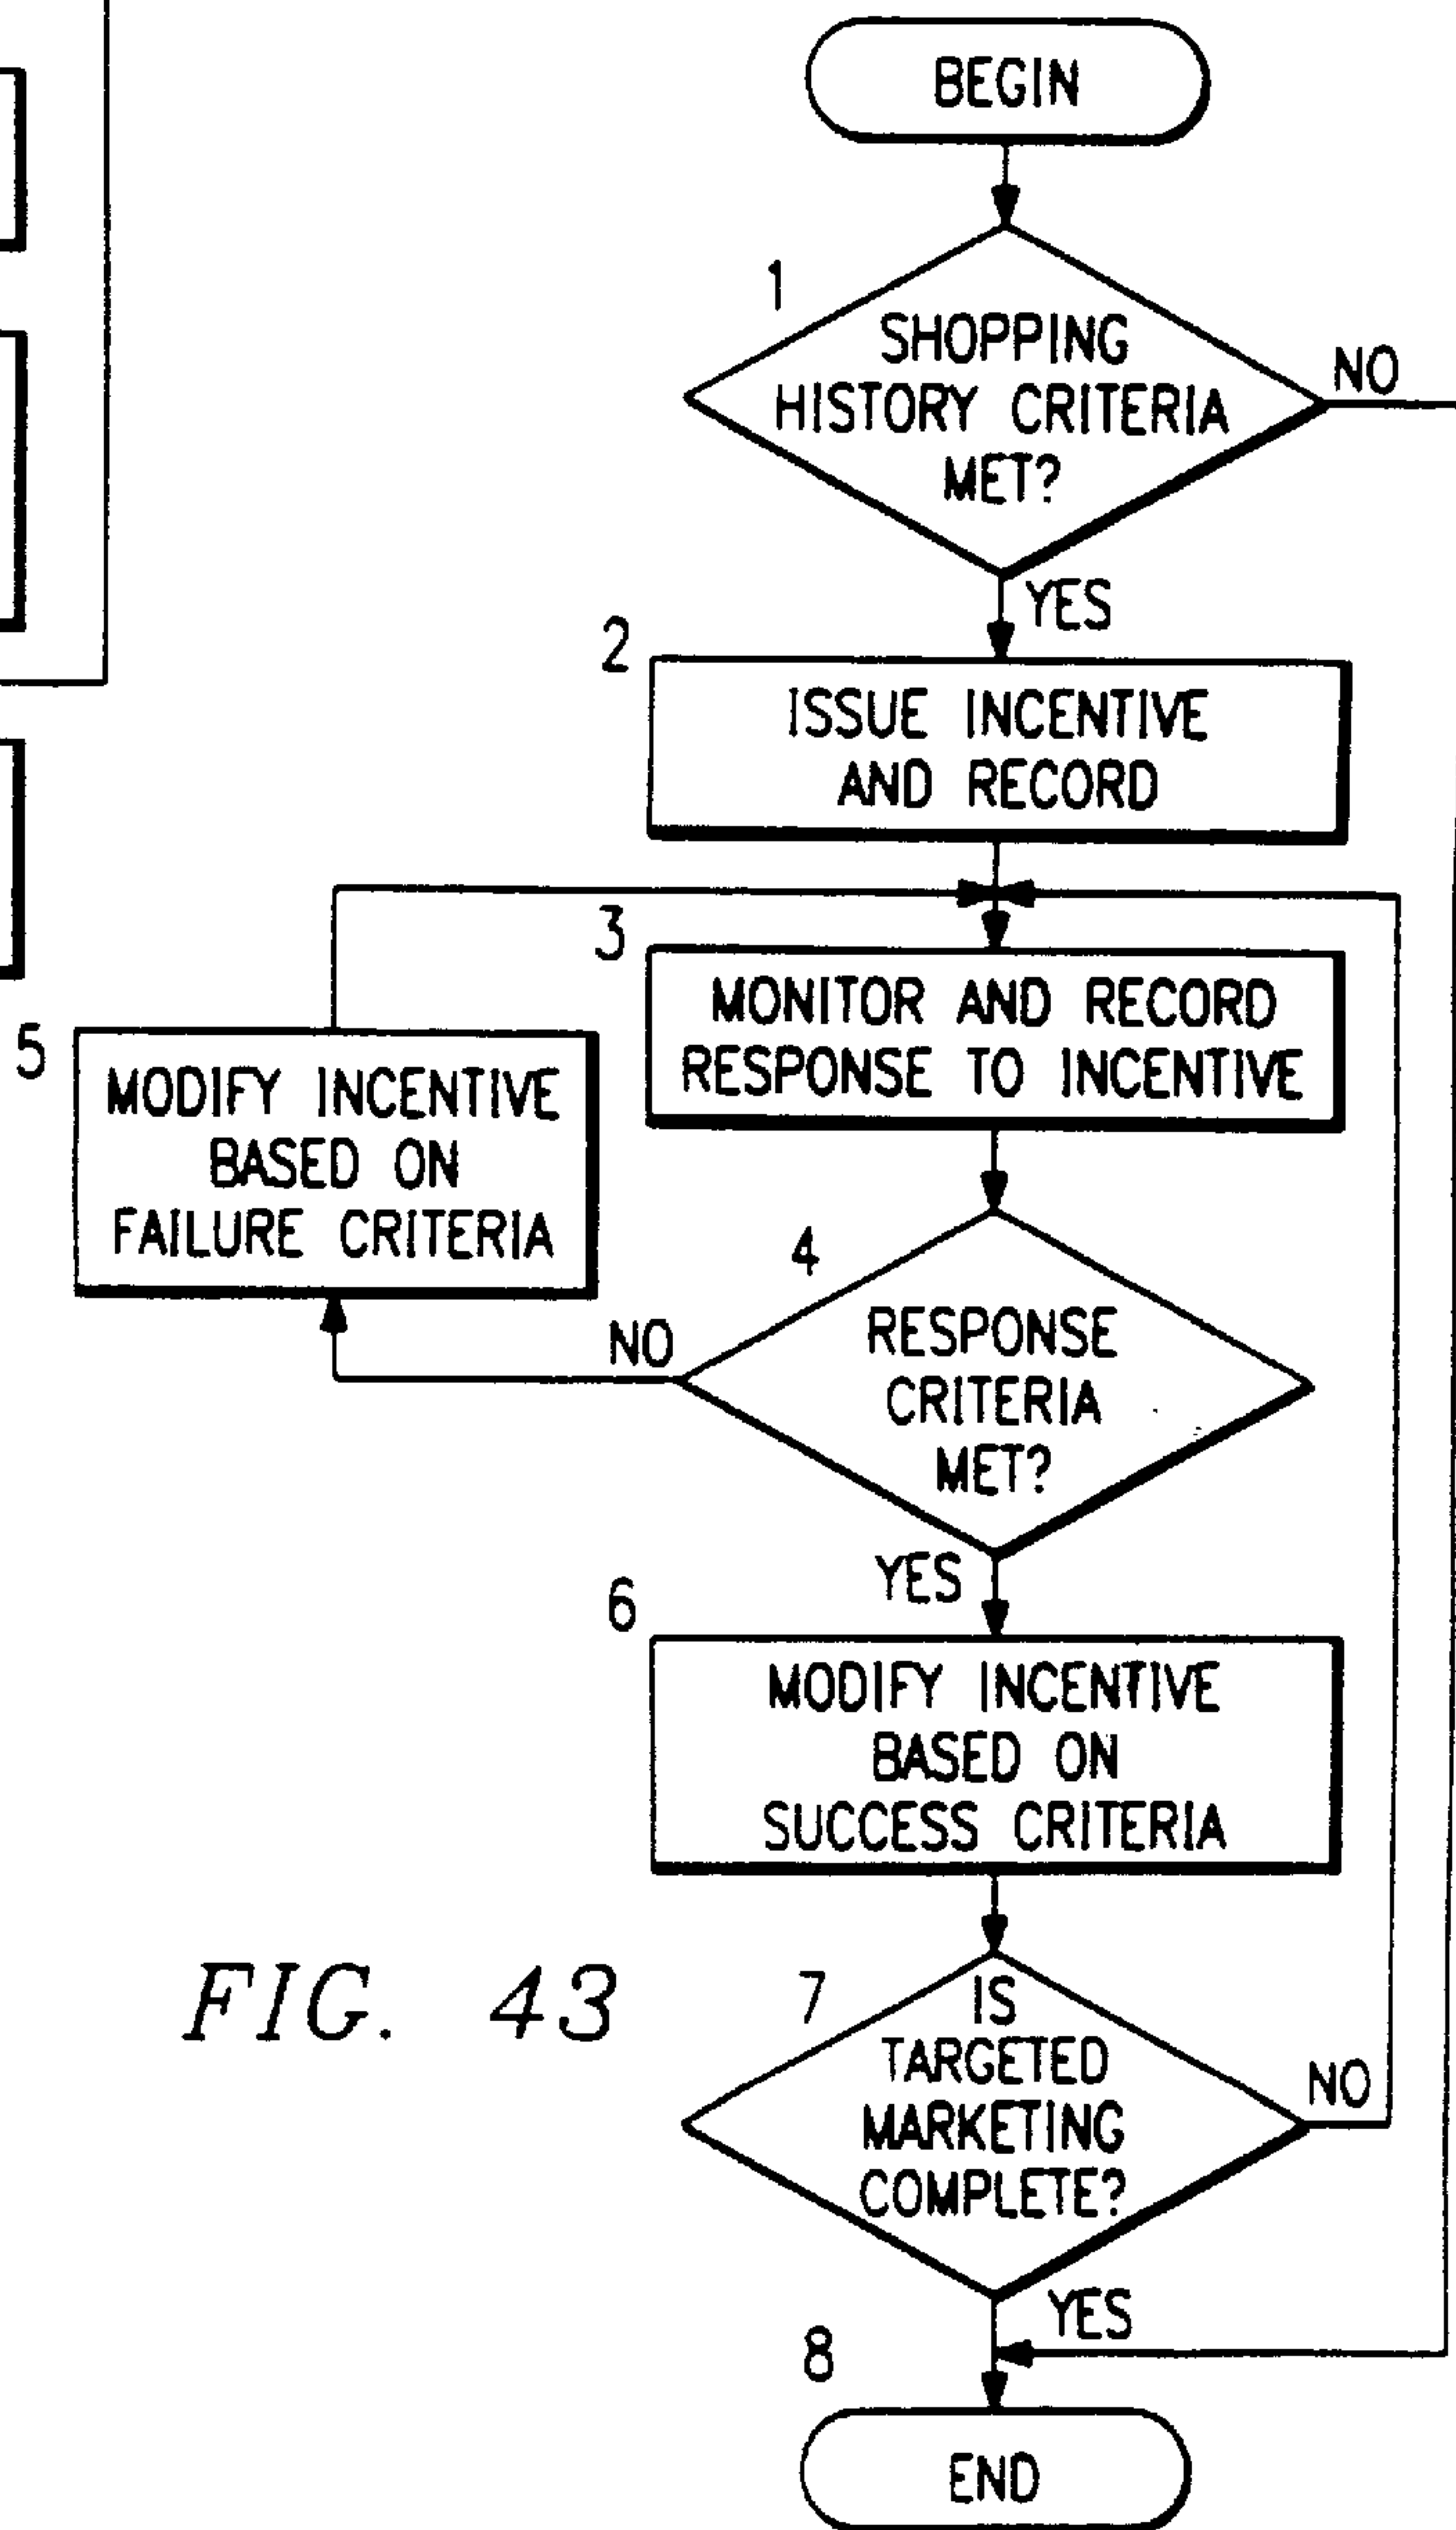 BEGIN
1
SHOPPING
HISTORY CRITERIA
MET?
NO
YES
2
ISSUE INCENTIVE
AND RECORD
3
MONITOR AND RECORD
RESPONSE TO INCENTIVE
5
MODIFY INCENTIVE
BASED ON
FAILURE CRITERIA
4
RESPONSE
CRITERIA
MET?
NO
YES
6
MODIFY INCENTIVE
BASED ON
SUCCESS CRITERIA
FIG. 43
7
IS
TARGETED
MARKETING
COMPLETE?
NO
YES
8
END